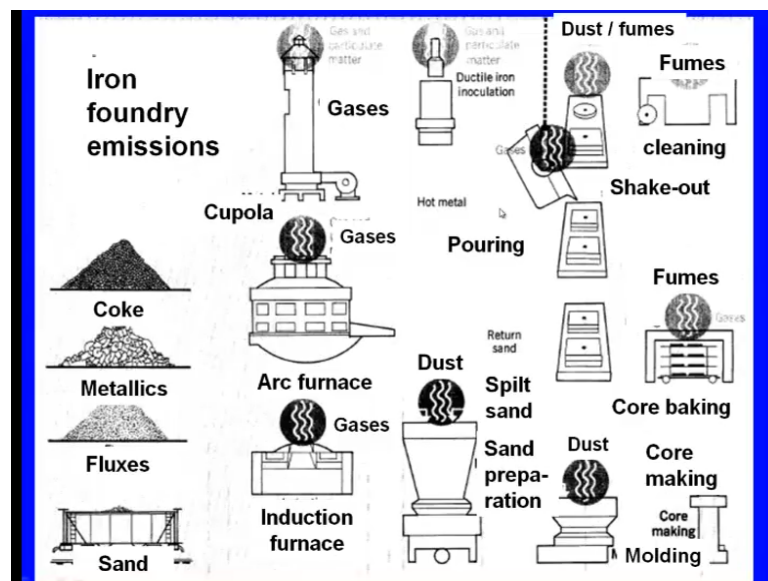 Iron
foundry
emissions
Gas and
particulate
matter
Gases
Cupola
Gas and
particulate
matter
Ductile iron
inoculation
Dust / fumes
Fumes
cleaning
Gases
Shake-out
Hot metal
Pouring
Coke
Metallics
Fluxes
Sand
Gases
Arc furnace
Gases
Induction
furnace
Return
sand
Dust
Spilt
sand
Sand
prepa-
ration
Fumes
Gases
Core baking
Dust
Core
making
Core
making
Molding